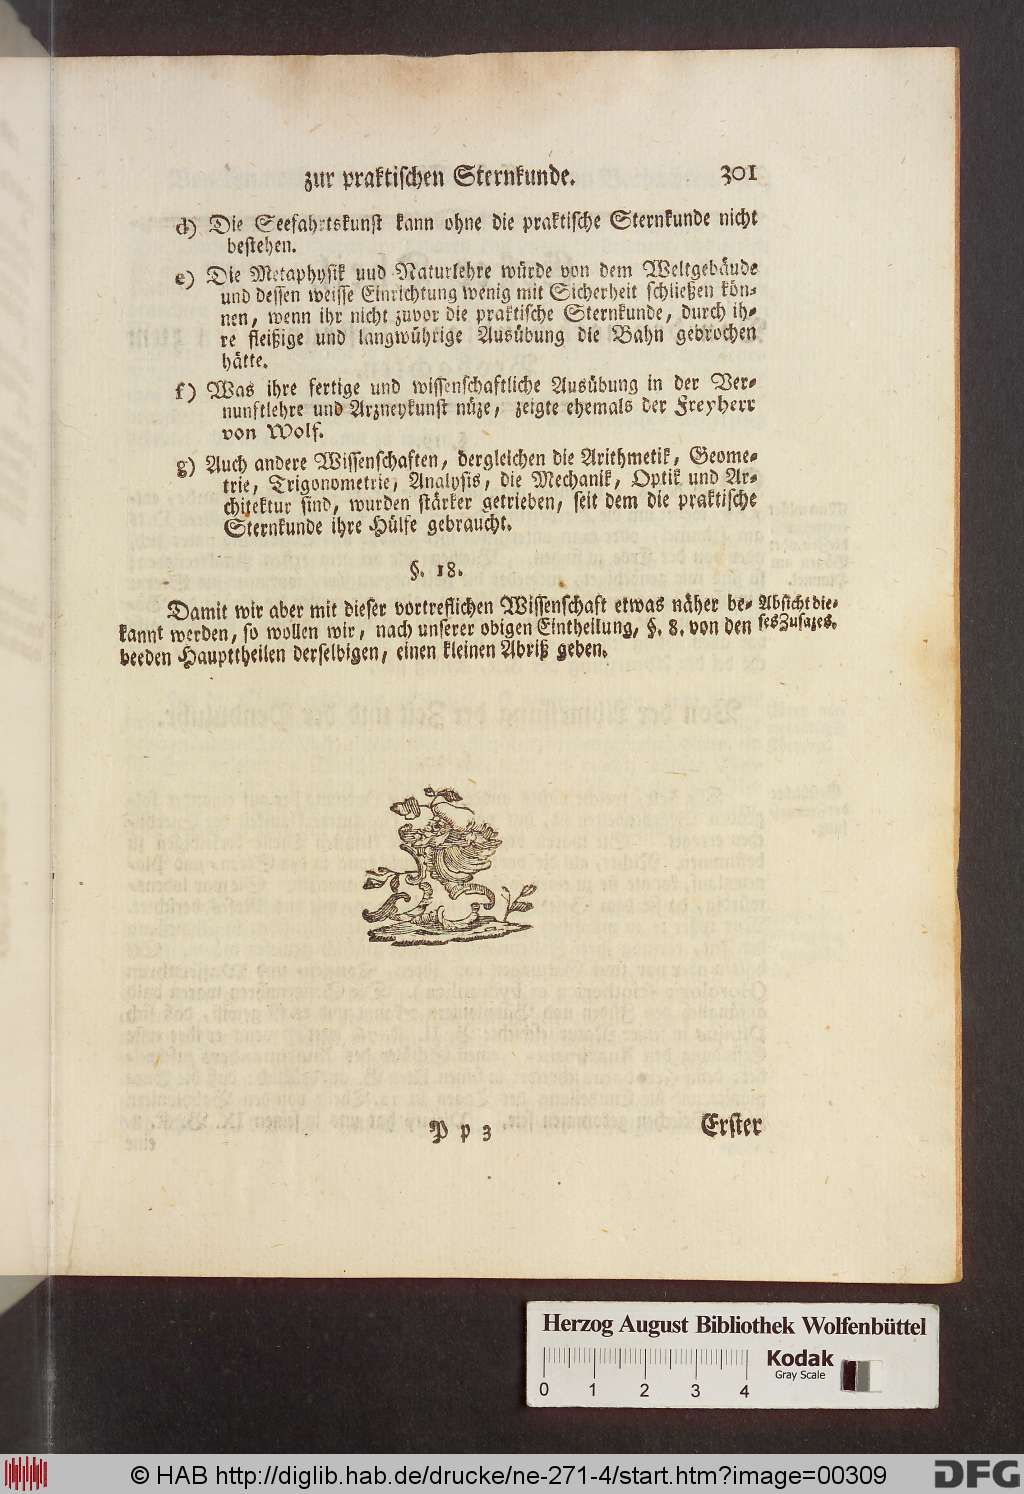 zur praktischen Sternkunde. 301
d) Die Seefahrtskunst kann ohne die praktische Sternkunde nicht
bestehen.
e) Die Metaphysik uud Naturlehre würde von dem Weltgebäude
und dessen weisse Einrichtung wenig mit Sicherheit schließen kön-
nen, wenn ihr nicht zuvor die praktische Sternkunde, durch ih-
re fleißige und langwührige Ausübung die Bahn gebrochen
hätte.
f) Was ihre fertige und wissenschaftliche Ausübung in der Ver-
nunftlehre und Arzneykunst nüze, zeigte ehemals der Freyherr
von Wolf.
g) Auch andere Wissenschaften, dergleichen die Arithmetik, Geome-
trie, Trigonometrie, Analysis, die Mechanik, Optik und Ar-
chitektur sind, wurden stärker getrieben, seit dem die praktische
Sternkunde ihre Hülfe gebraucht.
§. 18.
Damit wir aber mit dieser vortreflichen Wissenschaft etwas näher be-
kannt werden, so wollen wir, nach unserer obigen Eintheilung, §. 8. von den
beeden Haupttheilen derselbigen, einen kleinen Abriß geben.
Absicht die-
ses Zusazes.
P p 3
Erster
Herzog August Bibliothek Wolfenbüttel
Kodak
Gray Scale
0 1 2 3 4
© HAB http://diglib.hab.de/drucke/ne-271-4/start.htm?image=00309
DFG